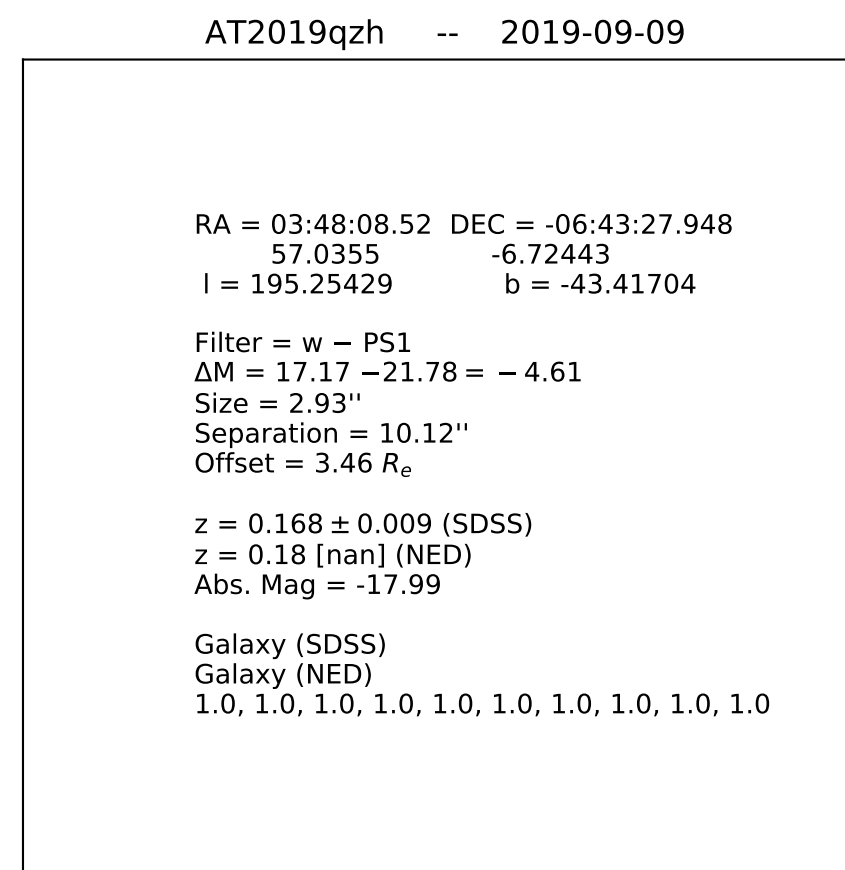 AT2019qzh -- 2019-09-09
RA = 03:48:08.52 DEC = -06:43:27.948
57.0355 -6.72443
l = 195.25429 b = -43.41704
Filter = w − PS1
ΔM = 17.17 −21.78 = − 4.61
Size = 2.93''
Separation = 10.12''
Offset = 3.46 Rₑ
z = 0.168 ± 0.009 (SDSS)
z = 0.18 [nan] (NED)
Abs. Mag = -17.99
Galaxy (SDSS)
Galaxy (NED)
1.0, 1.0, 1.0, 1.0, 1.0, 1.0, 1.0, 1.0, 1.0, 1.0